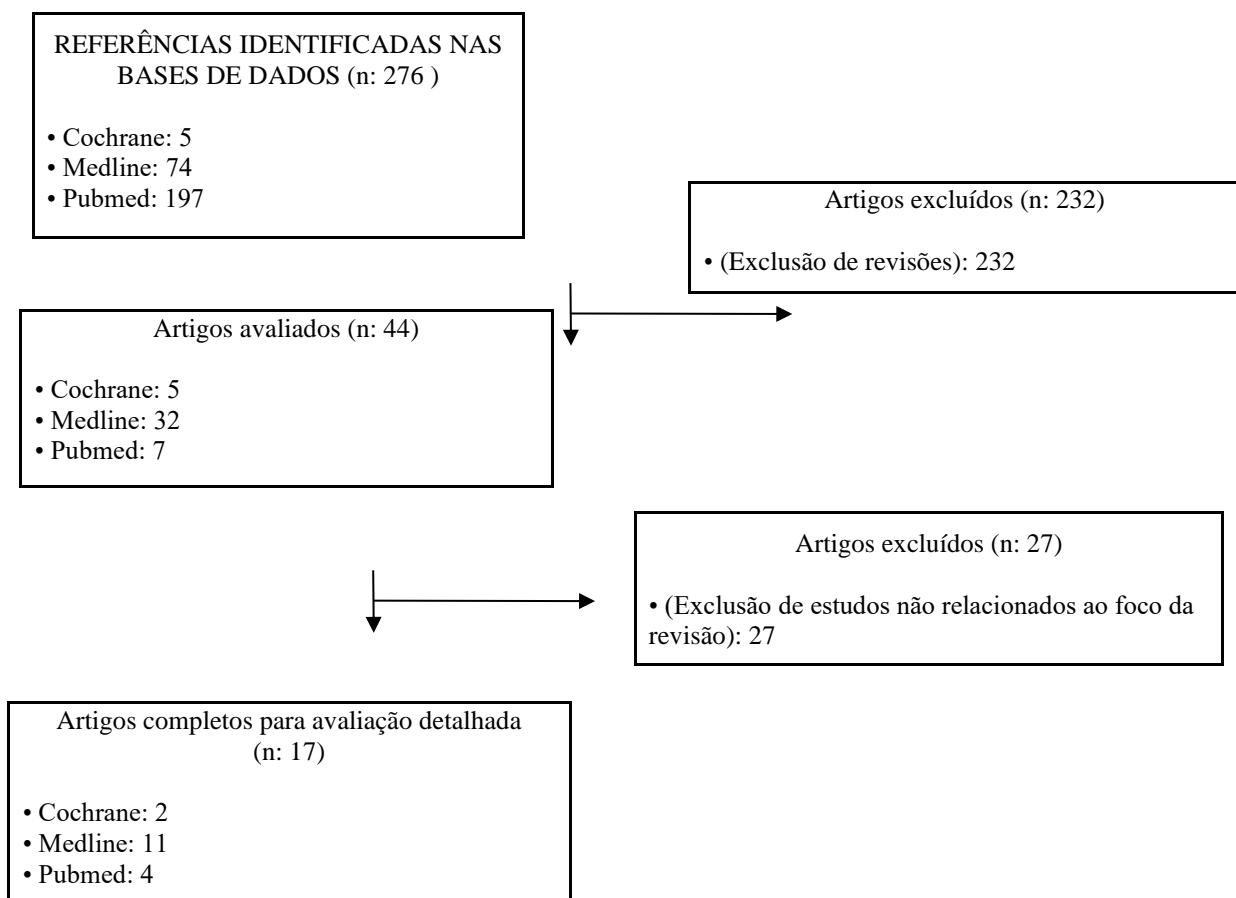 REFERÊNCIAS IDENTIFICADAS NAS
BASES DE DADOS (n: 276 )
• Cochrane: 5
• Medline: 74
• Pubmed: 197
Artigos excluídos (n: 232)
• (Exclusão de revisões): 232
Artigos avaliados (n: 44)
• Cochrane: 5
• Medline: 32
• Pubmed: 7
Artigos excluídos (n: 27)
• (Exclusão de estudos não relacionados ao foco da
revisão): 27
Artigos completos para avaliação detalhada
(n: 17)
• Cochrane: 2
• Medline: 11
• Pubmed: 4